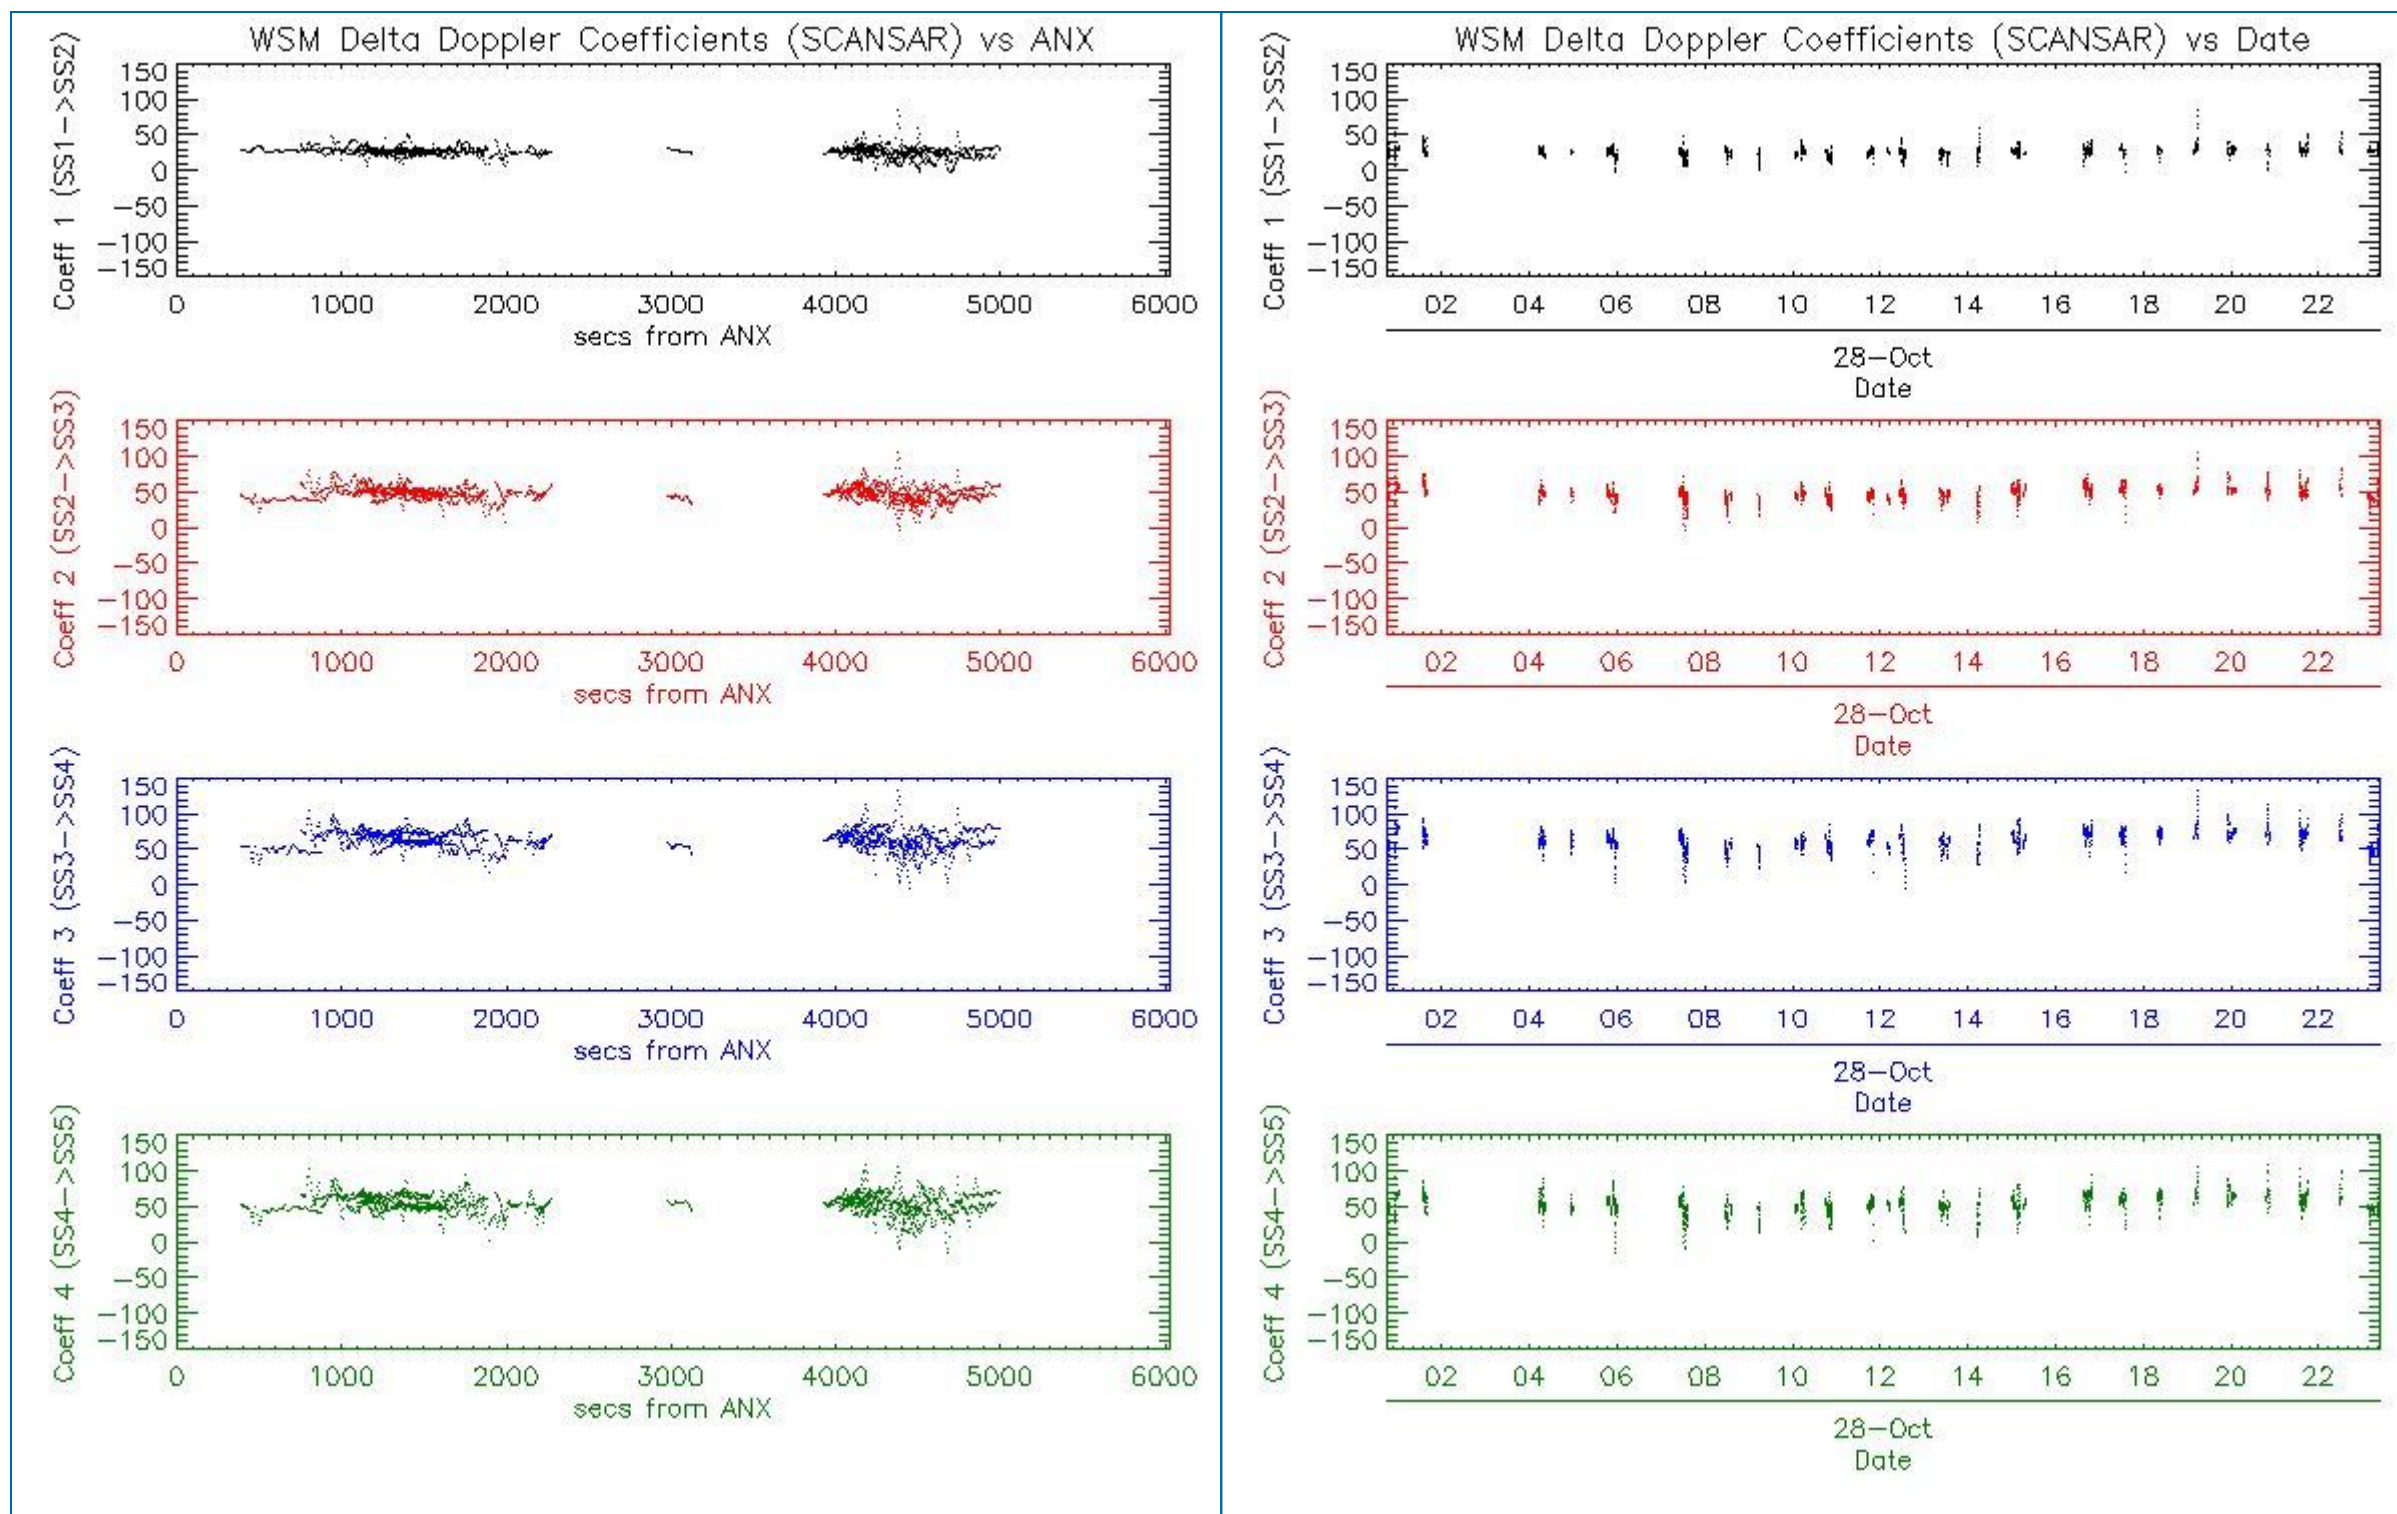 WSM Delta Doppler Coefficients (SCANSAR) vs ANX
Coeff 1 (SS1->SS2)
150
100
50
0
-50
-100
-150
0 1000 2000 3000 4000 5000 6000
secs from ANX
Coeff 2 (SS2->SS3)
150
100
50
0
-50
-100
-150
0 1000 2000 3000 4000 5000 6000
secs from ANX
Coeff 3 (SS3->SS4)
150
100
50
0
-50
-100
-150
0 1000 2000 3000 4000 5000 6000
secs from ANX
Coeff 4 (SS4->SS5)
150
100
50
0
-50
-100
-150
0 1000 2000 3000 4000 5000 6000
secs from ANX
WSM Delta Doppler Coefficients (SCANSAR) vs Date
Coeff 1 (SS1->SS2)
150
100
50
0
-50
-100
-150
02 04 06 08 10 12 14 16 18 20 22
28-Oct
Date
Coeff 2 (SS2->SS3)
150
100
50
0
-50
-100
-150
02 04 06 08 10 12 14 16 18 20 22
28-Oct
Date
Coeff 3 (SS3->SS4)
150
100
50
0
-50
-100
-150
02 04 06 08 10 12 14 16 18 20 22
28-Oct
Date
Coeff 4 (SS4->SS5)
150
100
50
0
-50
-100
-150
02 04 06 08 10 12 14 16 18 20 22
28-Oct
Date